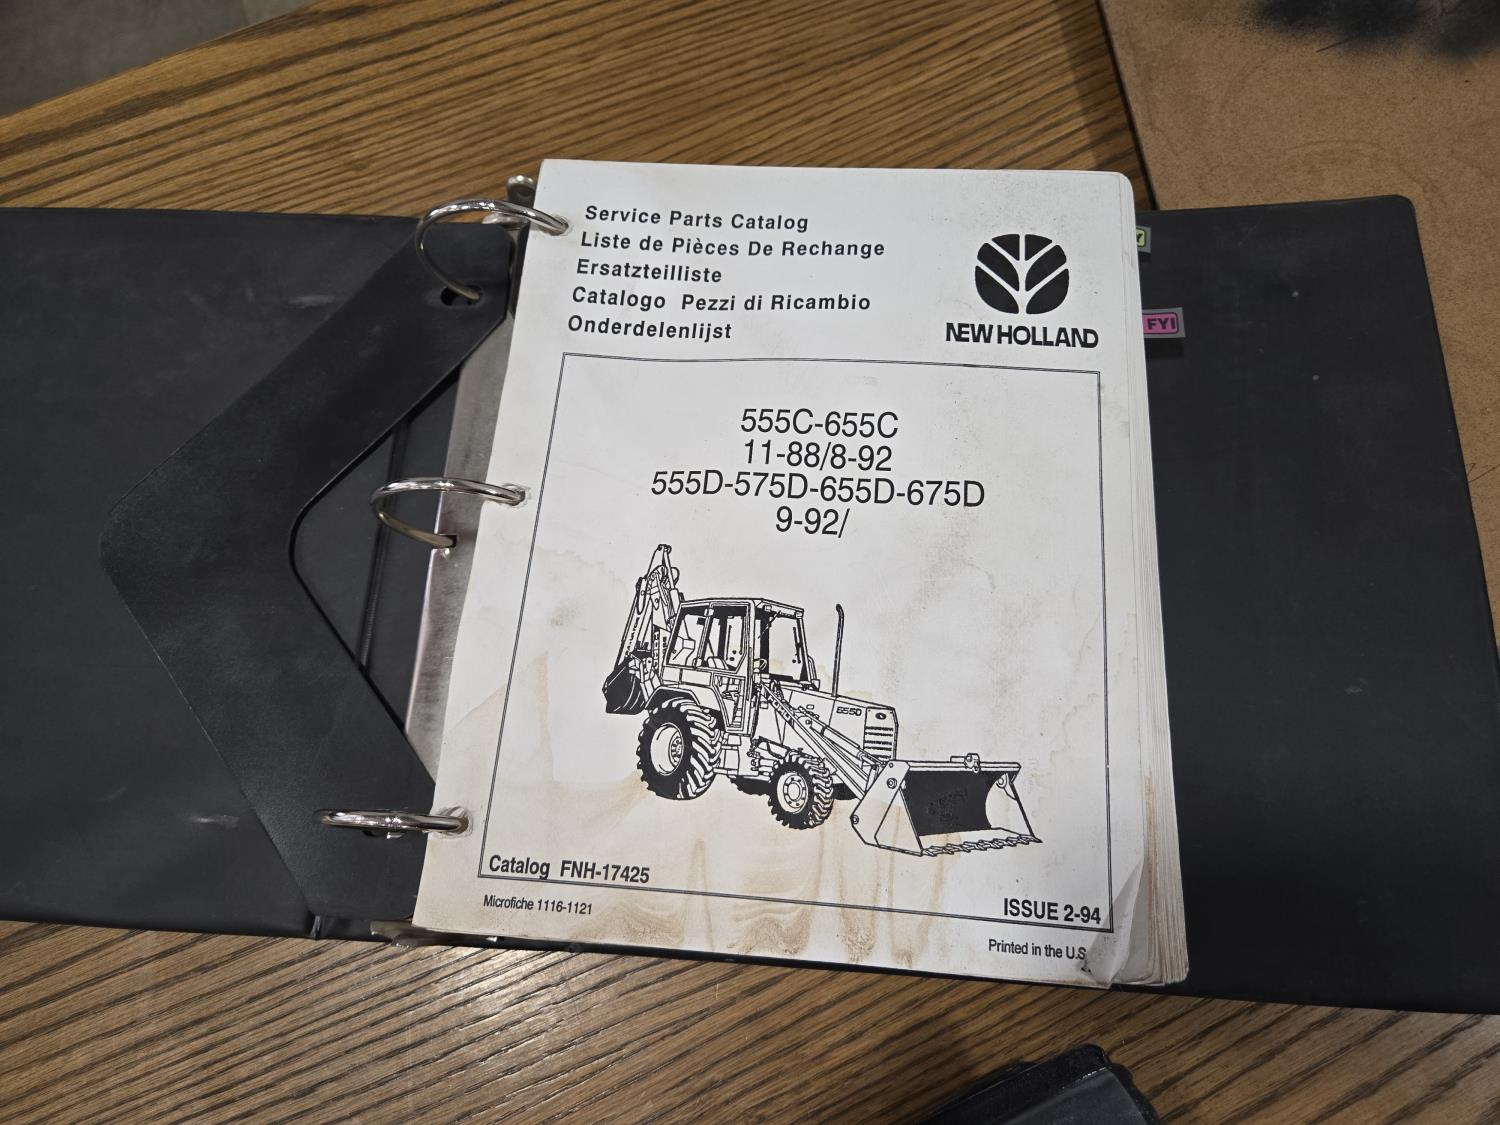 Service Parts Catalog
Liste de Pièces De Rechange
Ersatzteilliste
Catalogo Pezzi di Ricambio
Onderdelenlijst
NEW HOLLAND
FYI
555C-655C
11-88/8-92
555D-575D-655D-675D
9-92/
655D
Catalog FNH-17425
Microfiche 1116-1121
ISSUE 2-94
Printed in the U.S.